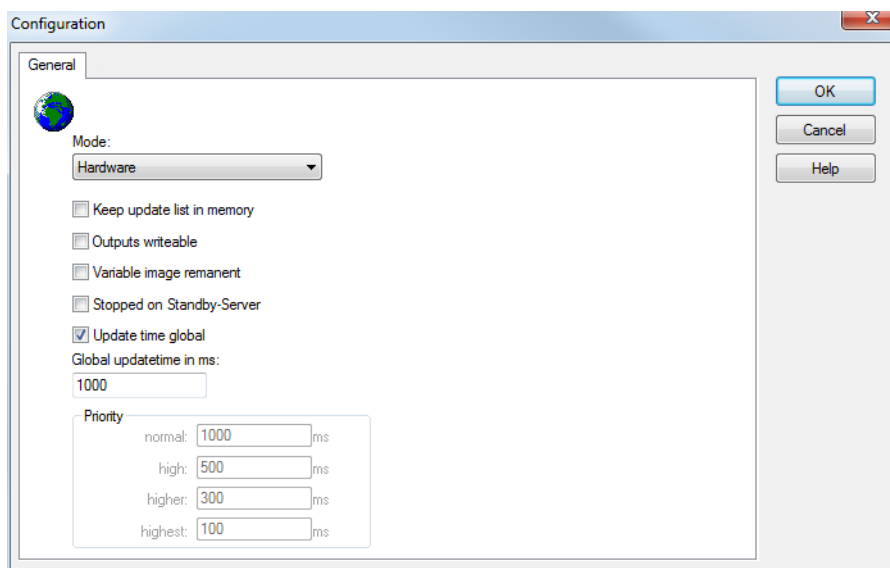 Configuration
X
General
OK
Cancel
Help
Mode:
Hardware
Keep update list in memory
Outputs writeable
Variable image remanent
Stopped on Standby-Server
Update time global
Global updatetime in ms:
1000
Priority
normal: 1000 ms
high: 500 ms
higher: 300 ms
highest: 100 ms